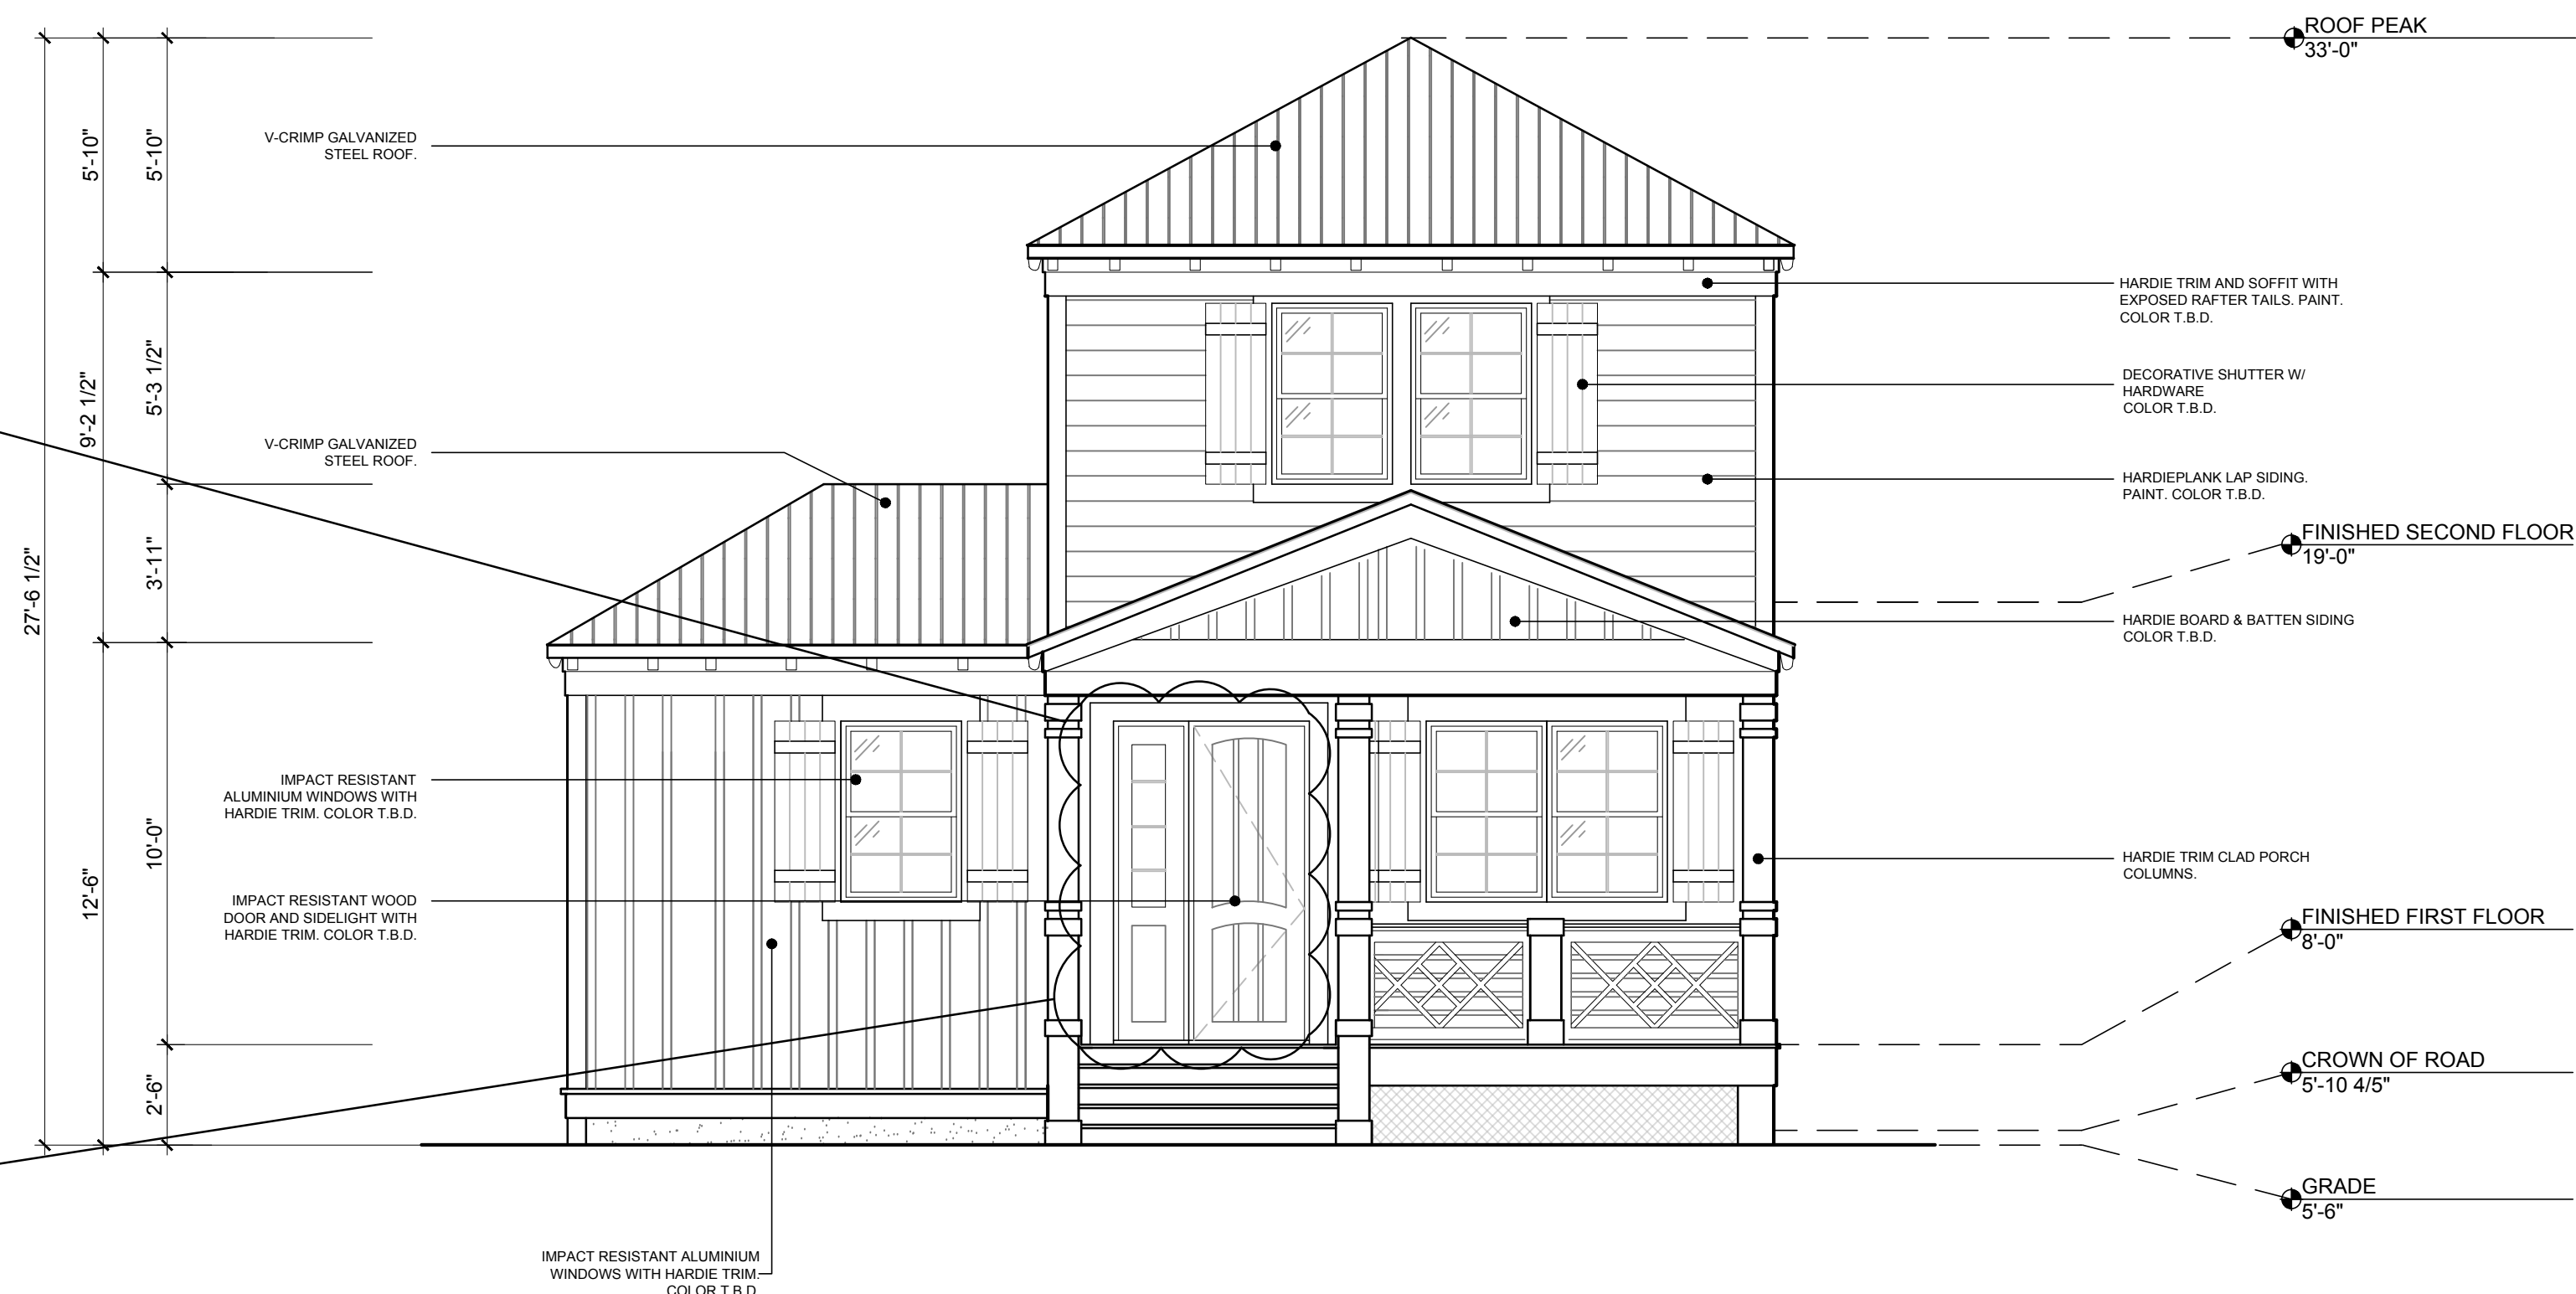 27'-6 1/2"
5'-10"
9'-2 1/2"
12'-6"
5'-10"
5'-3 1/2"
3'-11"
10'-0"
2'-6"
V-CRIMP GALVANIZED
STEEL ROOF.
V-CRIMP GALVANIZED
STEEL ROOF.
IMPACT RESISTANT
ALUMINIUM WINDOWS WITH
HARDIE TRIM. COLOR T.B.D.
IMPACT RESISTANT WOOD
DOOR AND SIDELIGHT WITH
HARDIE TRIM. COLOR T.B.D.
IMPACT RESISTANT ALUMINIUM
WINDOWS WITH HARDIE TRIM.
COLOR T.B.D.
ROOF PEAK
33'-0"
HARDIE TRIM AND SOFFIT WITH
EXPOSED RAFTER TAILS. PAINT.
COLOR T.B.D.
DECORATIVE SHUTTER W/
HARDWARE
COLOR T.B.D.
HARDIEPLANK LAP SIDING.
PAINT. COLOR T.B.D.
FINISHED SECOND FLOOR
19'-0"
HARDIE BOARD & BATTEN SIDING
COLOR T.B.D.
HARDIE TRIM CLAD PORCH
COLUMNS.
FINISHED FIRST FLOOR
8'-0"
CROWN OF ROAD
5'-10 4/5"
GRADE
5'-6"